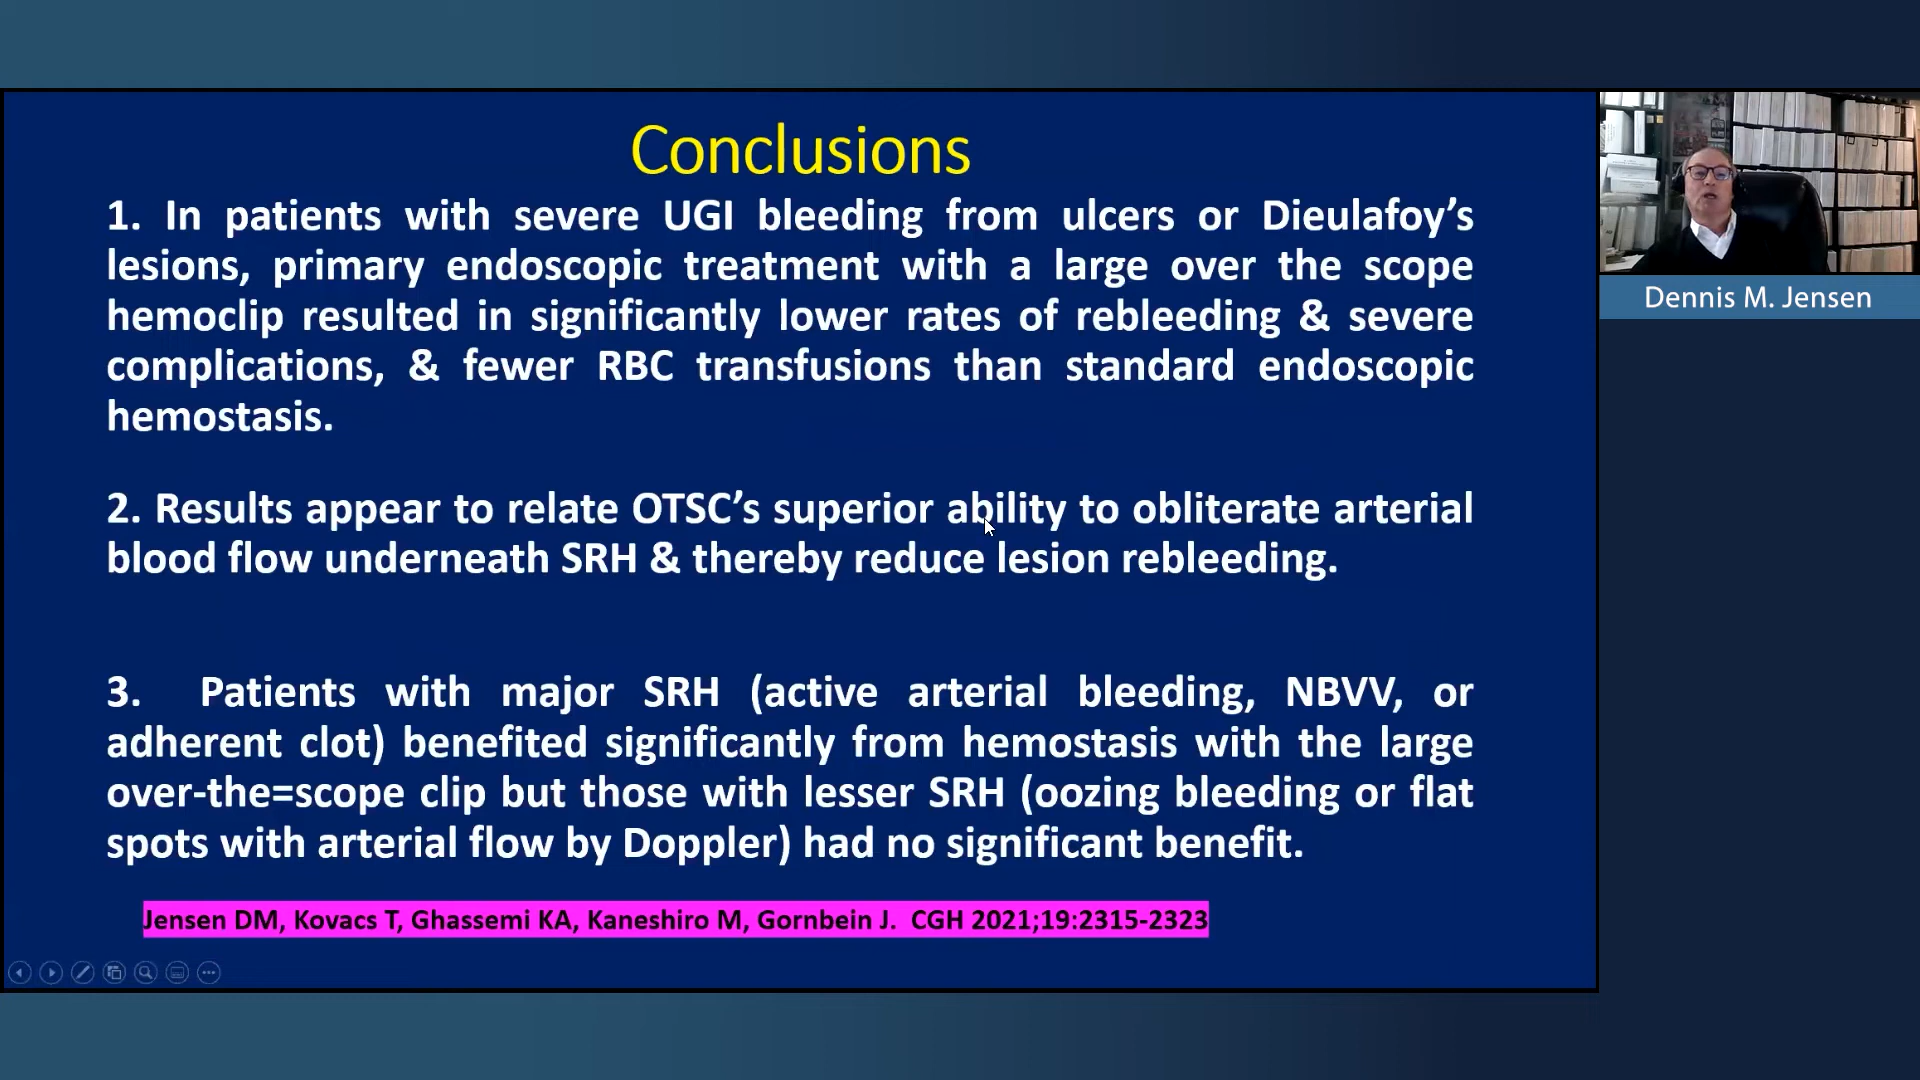 Conclusions
1. In patients with severe UGI bleeding from ulcers or Dieulafoy’s
lesions, primary endoscopic treatment with a large over the scope
hemoclip resulted in significantly lower rates of rebleeding & severe
complications, & fewer RBC transfusions than standard endoscopic
hemostasis.
2. Results appear to relate OTSC’s superior ability to obliterate arterial
blood flow underneath SRH & thereby reduce lesion rebleeding.
3. Patients with major SRH (active arterial bleeding, NBVV, or
adherent clot) benefited significantly from hemostasis with the large
over-the=scope clip but those with lesser SRH (oozing bleeding or flat
spots with arterial flow by Doppler) had no significant benefit.
Jensen DM, Kovacs T, Ghassemi KA, Kaneshiro M, Gornbein J. CGH 2021;19:2315-2323
Dennis M. Jensen